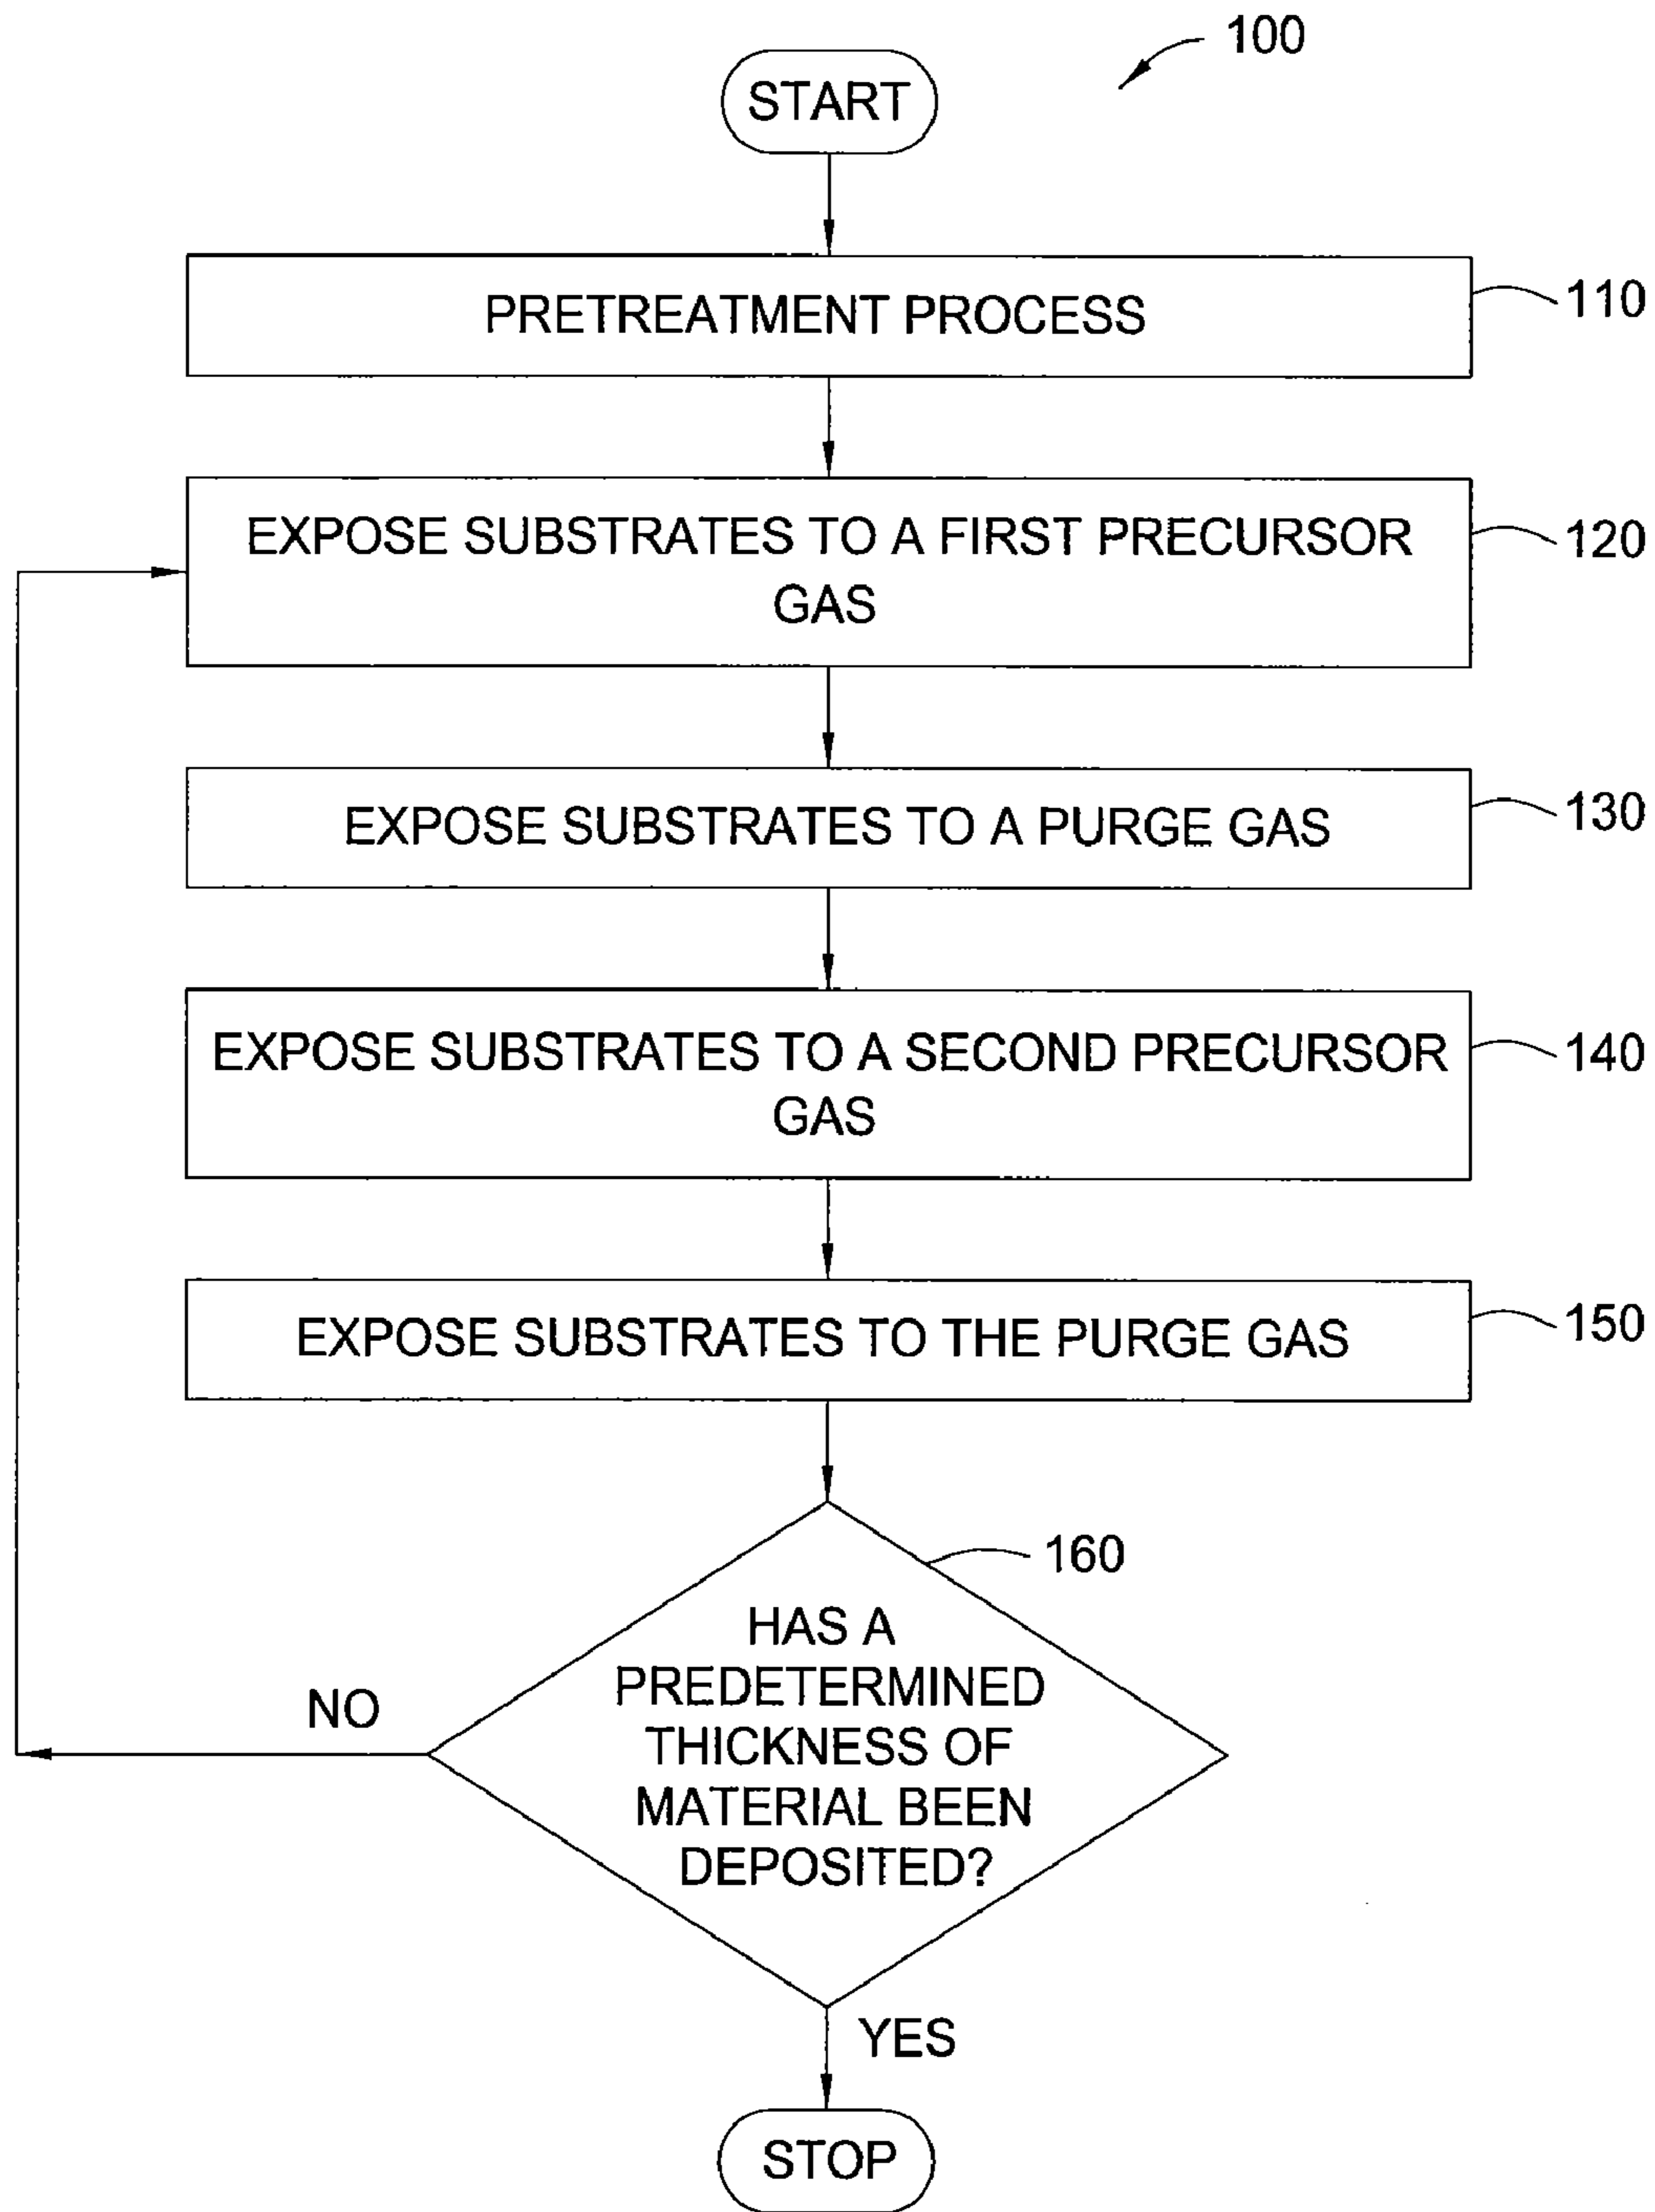 100
START
PRETREATMENT PROCESS
110
EXPOSE SUBSTRATES TO A FIRST PRECURSOR
GAS
120
EXPOSE SUBSTRATES TO A PURGE GAS
130
EXPOSE SUBSTRATES TO A SECOND PRECURSOR
GAS
140
EXPOSE SUBSTRATES TO THE PURGE GAS
150
160
HAS A
PREDETERMINED
THICKNESS OF
MATERIAL BEEN
DEPOSITED?
NO
YES
STOP